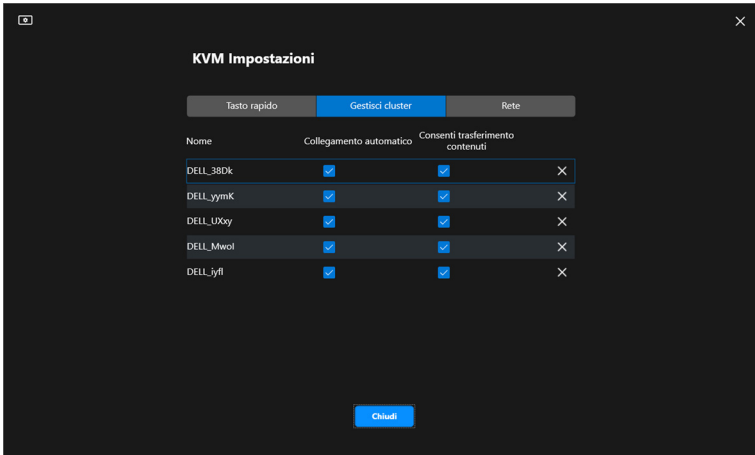 KVM Impostazioni
Tasto rapido Gestisci cluster Rete
Nome Collegamento automatico Consenti trasferimento
contenuti
DELL_38Dk
DELL_yymK
DELL_UXxy
DELL_Mwol
DELL_iyfl
Chiudi